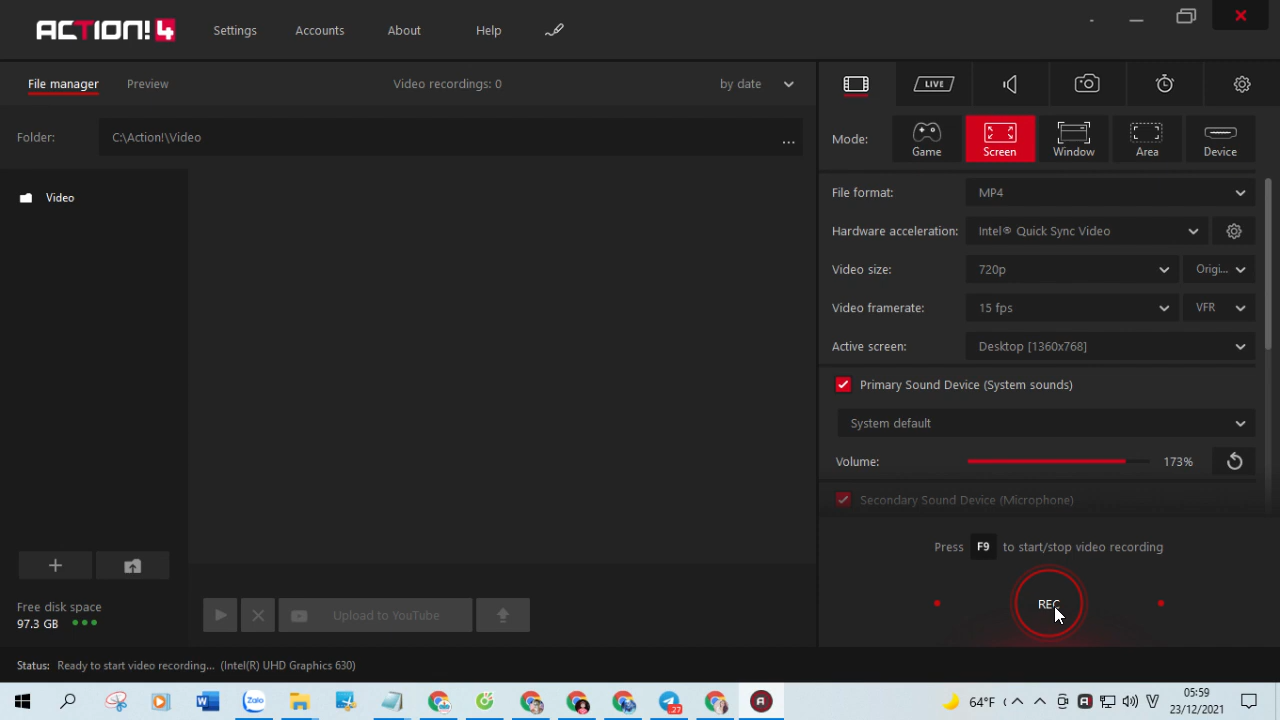 ACTION! 4
Settings
Accounts
About
Help
File manager
Preview
Video recordings: 0
by date
LIVE
Folder:
C:\Action!\Video
...
Mode:
Game
Screen
Window
Area
Device
Video
File format:
MP4
Hardware acceleration:
Intel® Quick Sync Video
Video size:
720p
Origi...
Video framerate:
15 fps
VFR
Active screen:
Desktop [1360x768]
Primary Sound Device (System sounds)
System default
Volume:
173%
Secondary Sound Device (Microphone)
Press F9 to start/stop video recording
REC
Free disk space
97.3 GB
Upload to YouTube
Status: Ready to start video recording... (Intel(R) UHD Graphics 630)
Zalo
27
64°F
05:59
23/12/2021